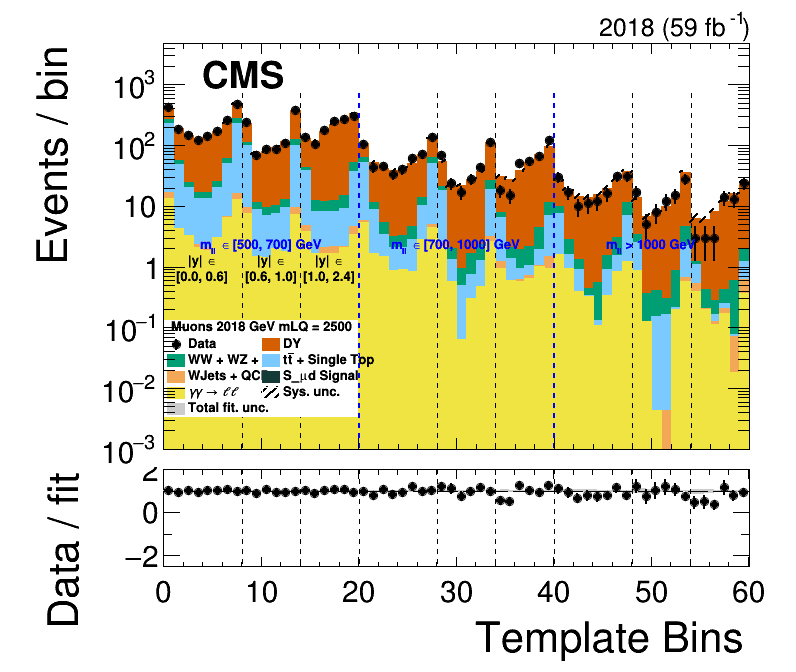 2018 (59 fb⁻¹)
CMS
Events / bin
10³
10²
10
1
10⁻¹
10⁻²
10⁻³
m_ll ∈ [500, 700] GeV
m_ll ∈ [700, 1000] GeV
m_ll > 1000 GeV
|y| ∈ |y| ∈ |y| ∈
[0.0, 0.6] [0.6, 1.0] [1.0, 2.4]
Muons 2018 GeV mLQ = 2500
Data DY
WW + WZ + tt̄ + Single Top
WJets + QC S_μd Signal
γγ → ℓℓ Sys. unc.
Total fit. unc.
Data / fit
2
0
−2
0 10 20 30 40 50 60
Template Bins